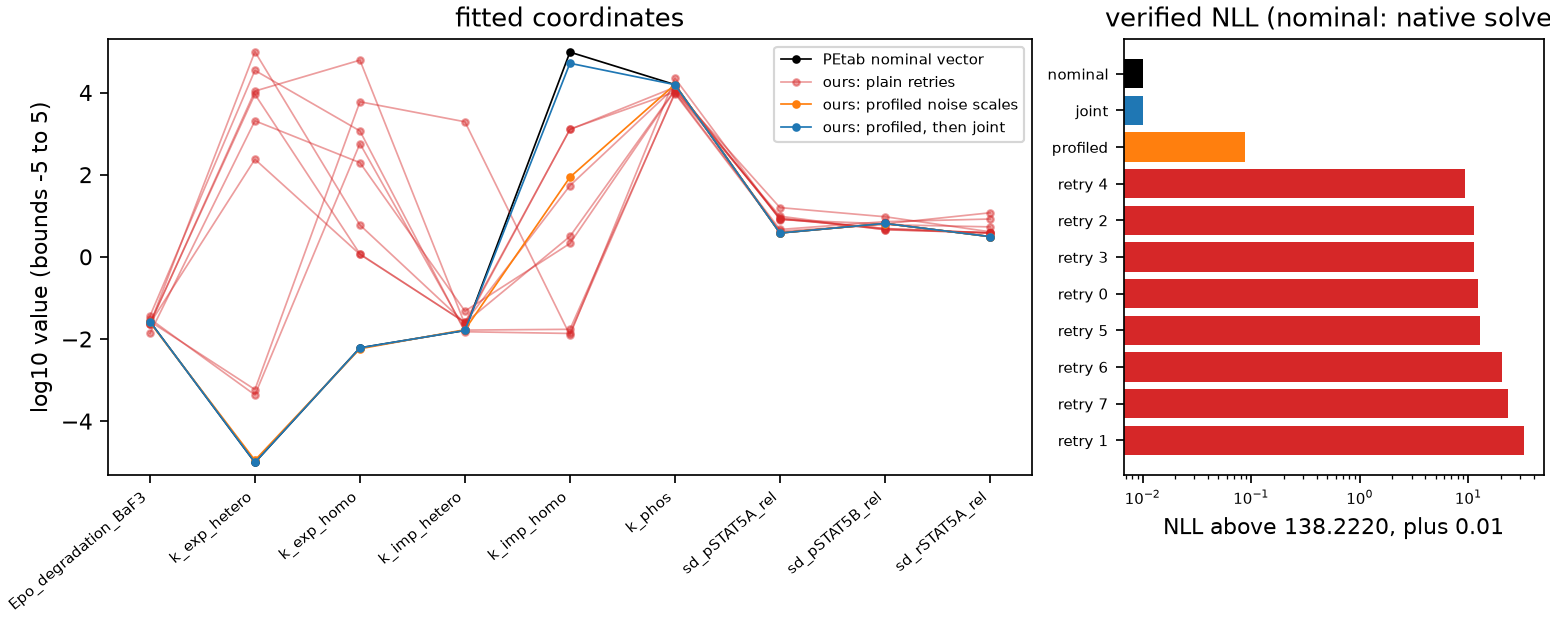 fitted coordinates
log10 value (bounds -5 to 5)
4
2
0
−2
−4
PEtab nominal vector
ours: plain retries
ours: profiled noise scales
ours: profiled, then joint
Epo_degradation_BaF3
k_exp_hetero
k_exp_homo
k_imp_hetero
k_imp_homo
k_phos
sd_pSTAT5A_rel
sd_pSTAT5B_rel
sd_rSTAT5A_rel
verified NLL (nominal: native solve
nominal
joint
profiled
retry 4
retry 2
retry 3
retry 0
retry 5
retry 6
retry 7
retry 1
10⁻² 10⁻¹ 10⁰ 10¹
NLL above 138.2220, plus 0.01